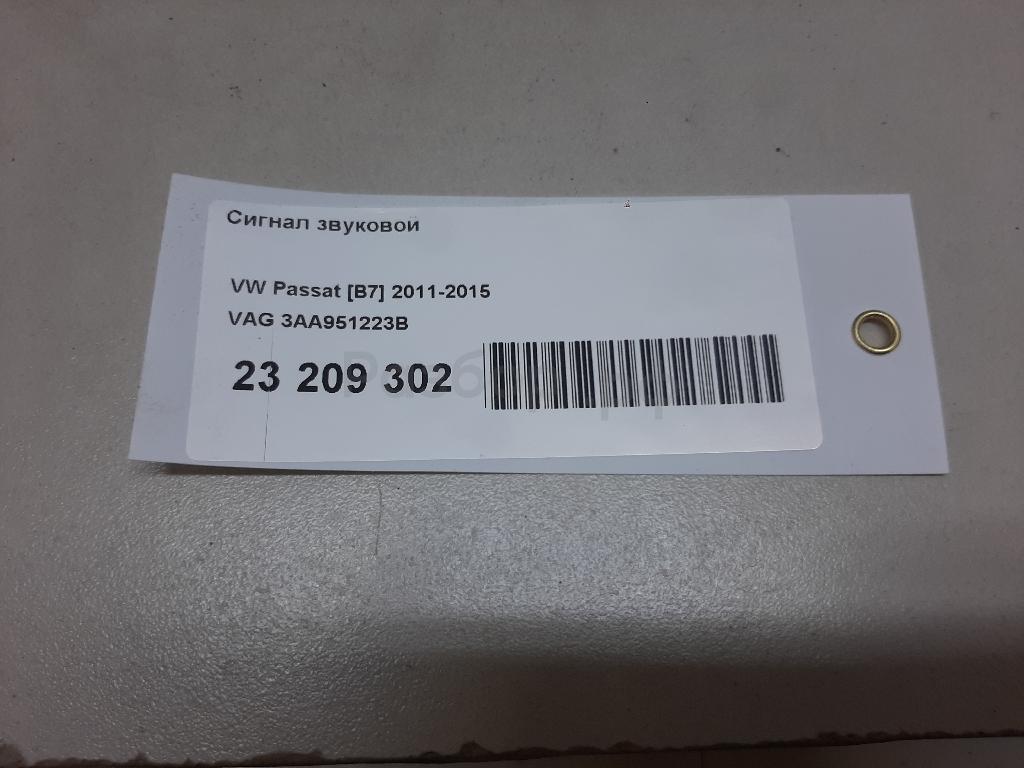 Сигнал звуковой
VW Passat [B7] 2011-2015
VAG 3AA951223B
23 209 302